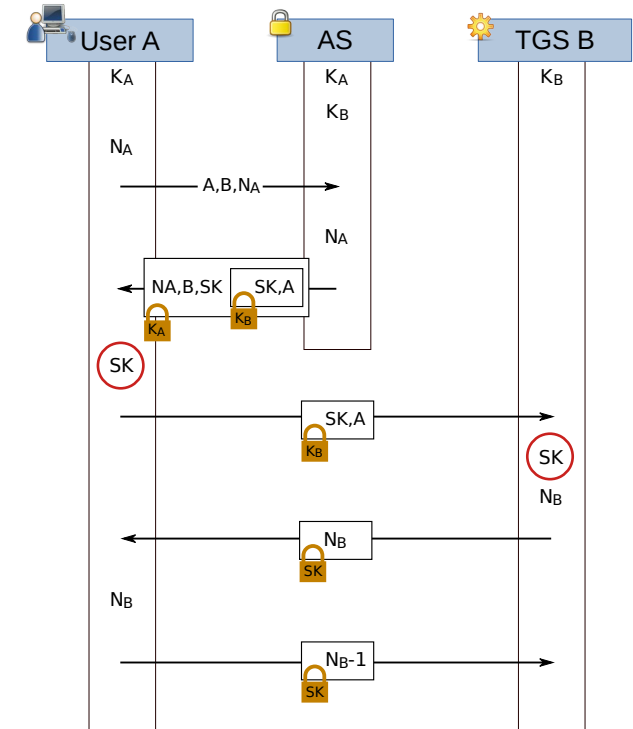 User A AS TGS B
KA KA KB
KB
NA
A,B,NA
NA
NA,B,SK SK,A
KA KB
SK
SK,A
KB
SK
NB
NB
SK
NB
NB-1
SK